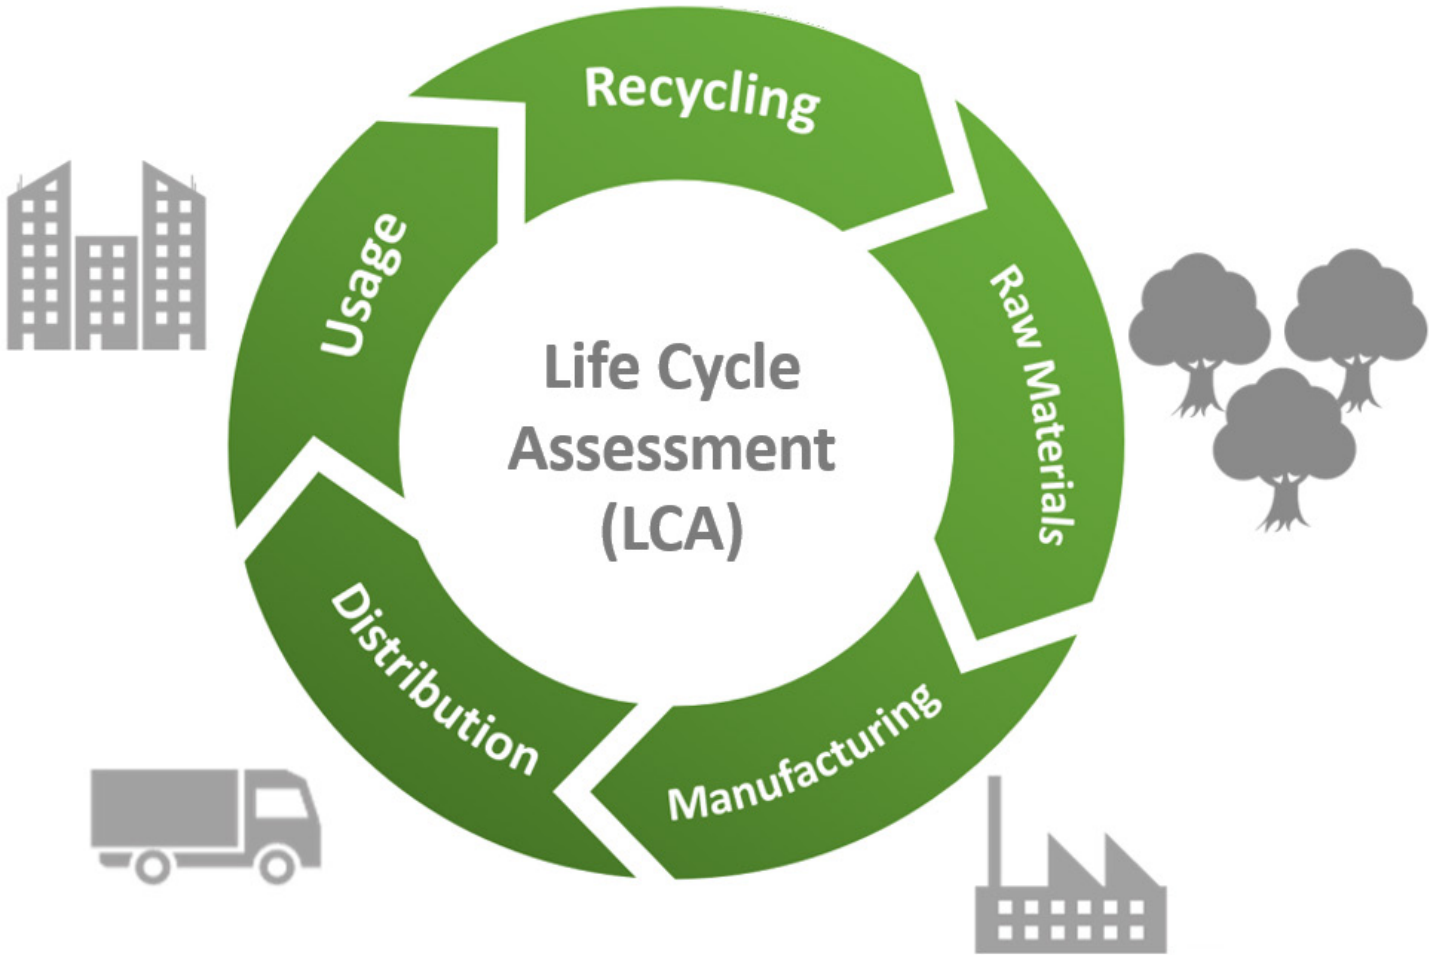 Recycling
Raw Materials
Manufacturing
Distribution
Usage
Life Cycle
Assessment
(LCA)